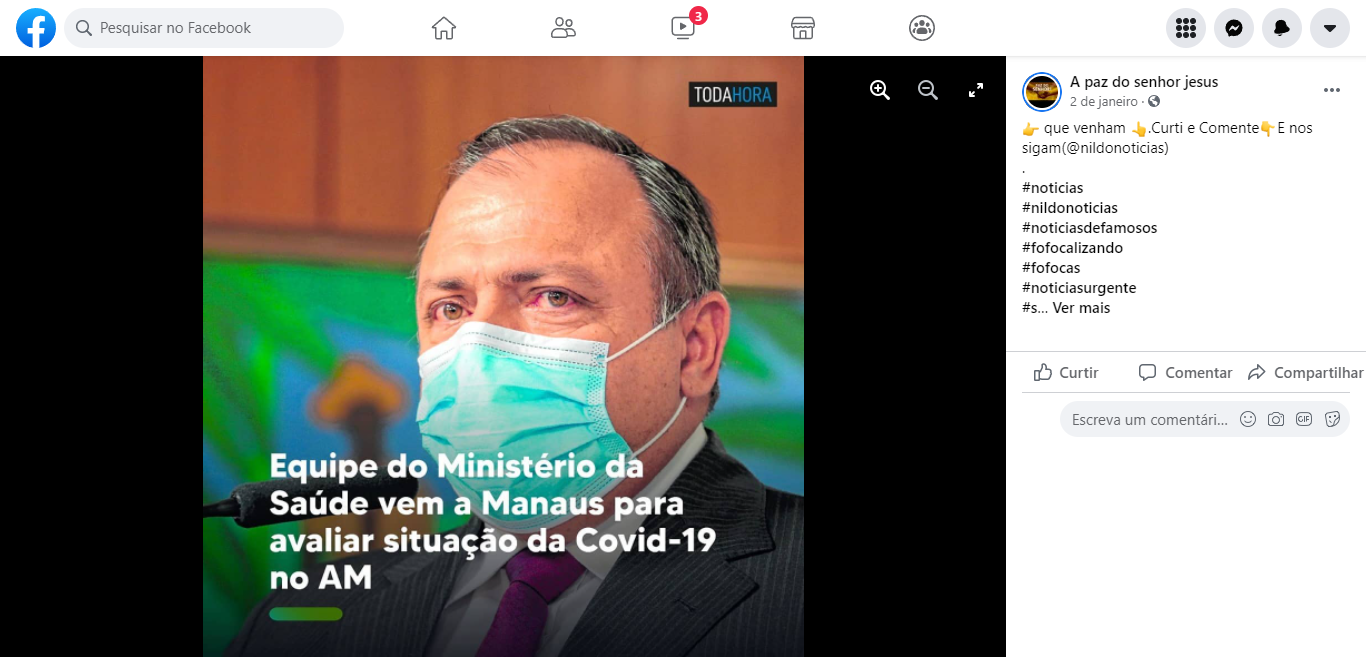 Pesquisar no Facebook
3
TODAHORA
Equipe do Ministério da
Saúde vem a Manaus para
avaliar situação da Covid-19
no AM
A paz do senhor jesus
2 de janeiro ·
👉 que venham 👆.Curti e Comente👇E nos
sigam(@nildonoticias)
.
#noticias
#nildonoticias
#noticiasdefamosos
#fofocalizando
#fofocas
#noticiasurgente
#s... Ver mais
Curtir
Comentar
Compartilhar
Escreva um comentári...
GIF